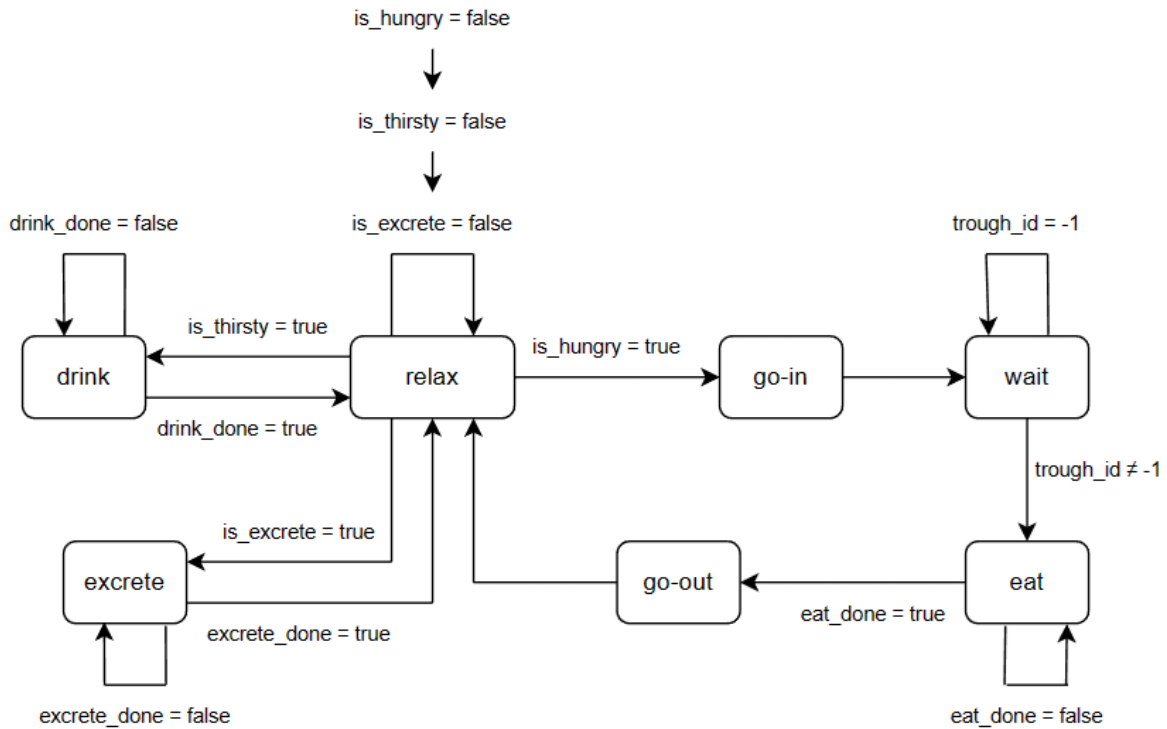 is_hungry = false
is_thirsty = false
drink_done = false
is_excrete = false
trough_id = -1
is_thirsty = true
is_hungry = true
drink
relax
go-in
wait
drink_done = true
trough_id ≠ -1
is_excrete = true
excrete
go-out
eat
eat_done = true
excrete_done = true
excrete_done = false
eat_done = false